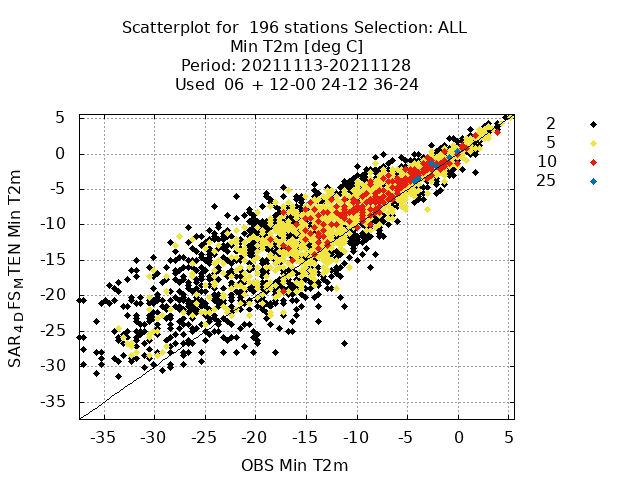 Scatterplot for  196 stations Selection: ALL
Min T2m [deg C]
Period: 20211113-20211128
Used  06 + 12-00 24-12 36-24
2
5
10
25
5
0
-5
-10
-15
-20
-25
-30
-35
SAR4DFSMTEN Min T2m
-35 -30 -25 -20 -15 -10 -5 0 5
OBS Min T2m